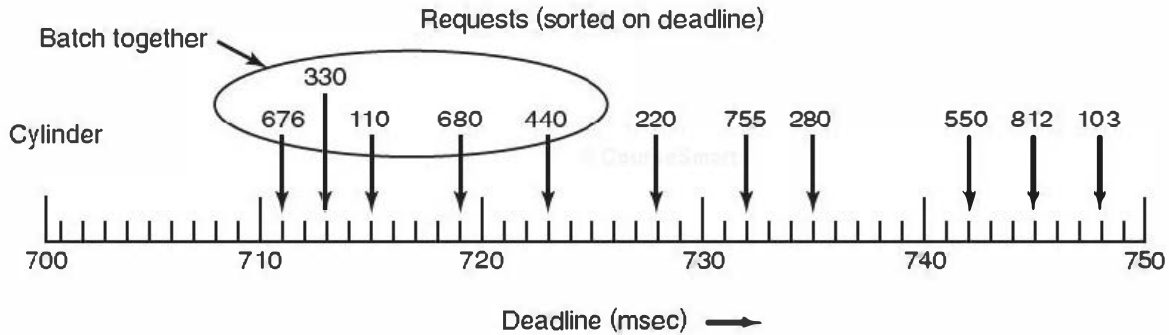 Requests (sorted on deadline)
Batch together
330
676 110 680 440 220 755 280 550 812 103
Cylinder
CourseSmart
700 710 720 730 740 750
Deadline (msec)